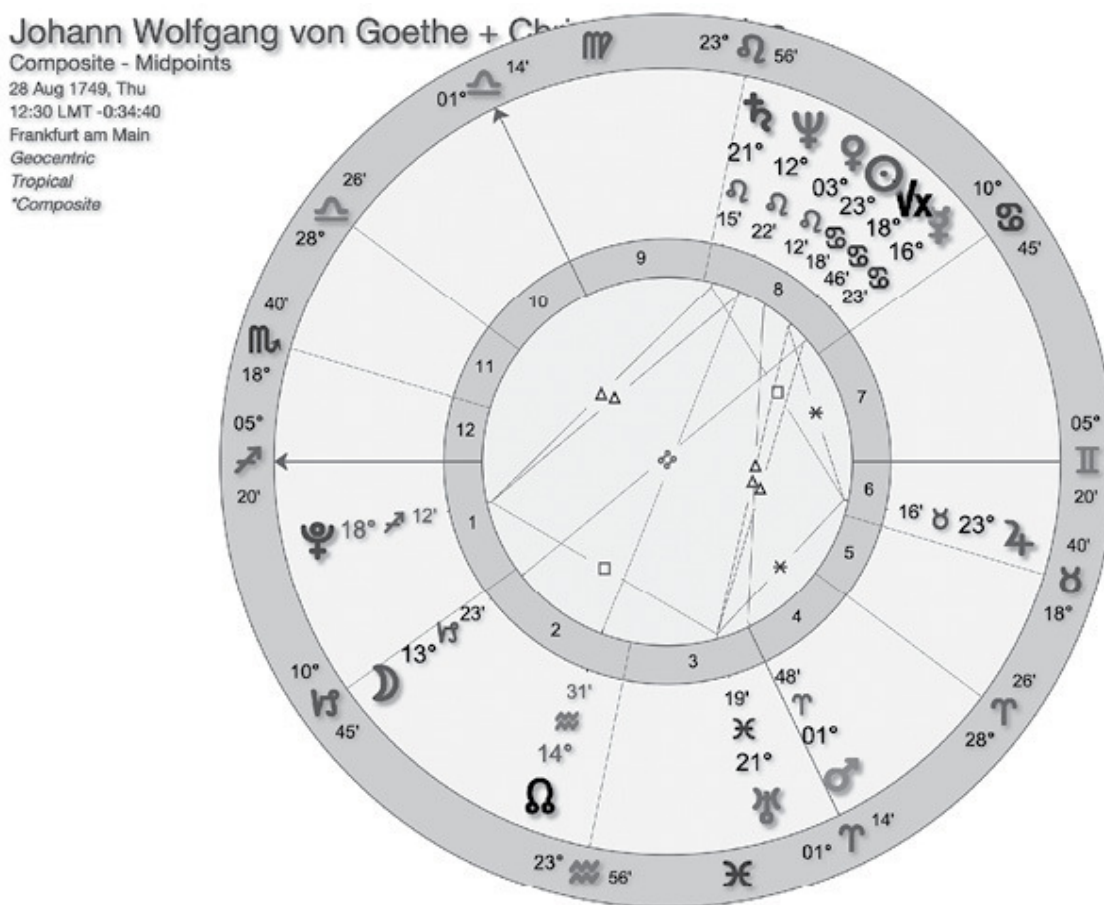 Johann Wolfgang von Goethe +
Composite - Midpoints
28 Aug 1749, Thu
12:30 LMT -0:34:40
Frankfurt am Main
Geocentric
Tropical
*Composite
01° ♎ 14'
♍
23° ♌ 56'
10° ♋ 45'
05° ♊ 20'
40' ♉ 18°
26' ♈ 28°
01° ♈ 14'
♓
23° ♒ 56'
10° ♑ 45'
05° ♐ 20'
40' ♏ 18°
26' ♎ 28°
♄ 21° ♌ 15'
♆ 12° ♌ 22'
♀ 03° ♌ 12'
☉ 23° ♋ 18'
Vx 18° ♋ 46'
☿ 16° ♋ 23'
16' ♉ 23° ♃
48' ♈ 01° ♂
19' ♓ 21° ♅
31' ♒ 14° ☊
☽ 13° ♑ 23'
♇ 18° ♐ 12'
1
2
3
4
5
6
7
8
9
10
11
12